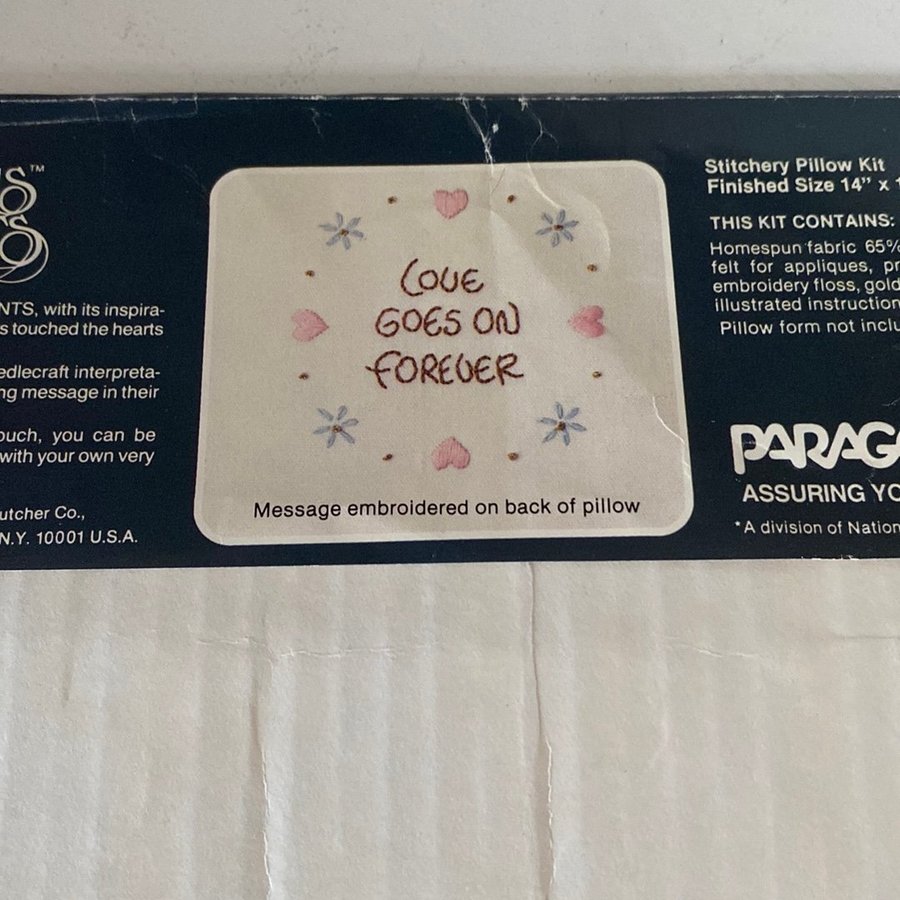 NTS, with its inspira-
s touched the hearts
edlecraft interpreta-
ng message in their
ouch, you can be
with your own very
utcher Co.,
N.Y. 10001 U.S.A.
LOVE
GOES ON
FOREVER
Message embroidered on back of pillow
Stitchery Pillow Kit
Finished Size 14" x 1
THIS KIT CONTAINS:
Homespun fabric 65%
felt for appliques, pr
embroidery floss, gold
illustrated instruction
Pillow form not inclu
PARAG
ASSURING YO
*A division of Nation